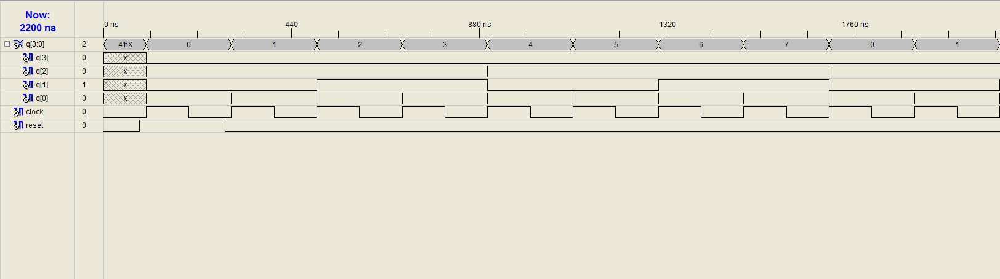 Now:
2200 ns
0 ns 440 880 ns 1320 1760 ns
q[3:0] 2 4'hX 0 1 2 3 4 5 6 7 0 1
q[3] 0 X
q[2] 0 X
q[1] 1 X
q[0] 0 X
clock 0
reset 0